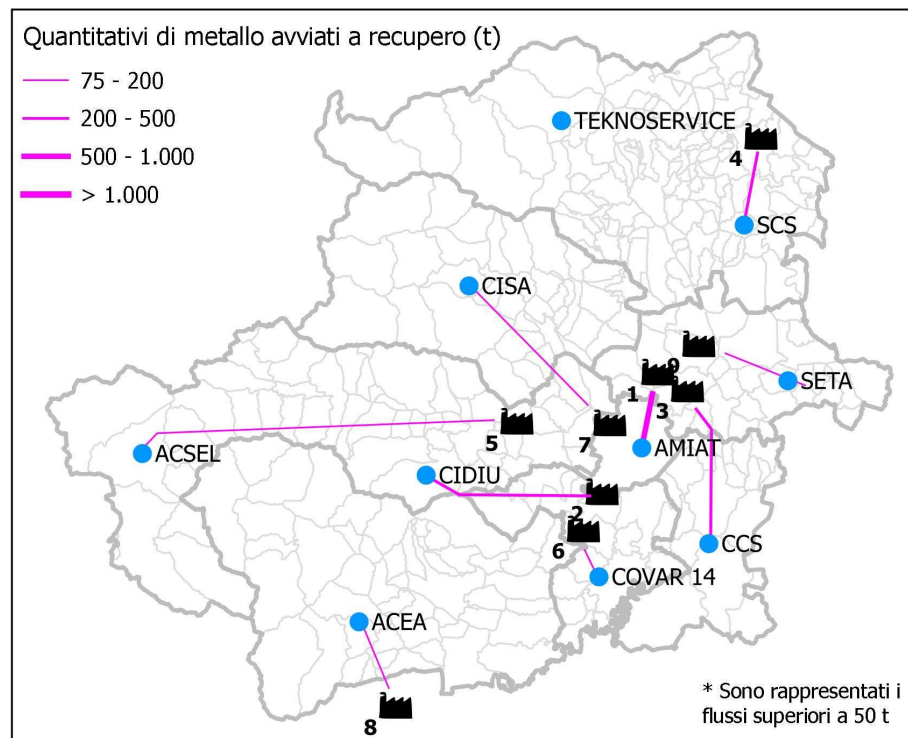 Quantitativi di metallo avviati a recupero (t)
75 - 200
200 - 500
500 - 1.000
> 1.000
TEKNOSERVICE
4
SCS
CISA
9
1
3
SETA
5
7
ACSEL
AMIAT
CIDIU
2
6
CCS
COVAR 14
ACEA
8
* Sono rappresentati i
flussi superiori a 50 t